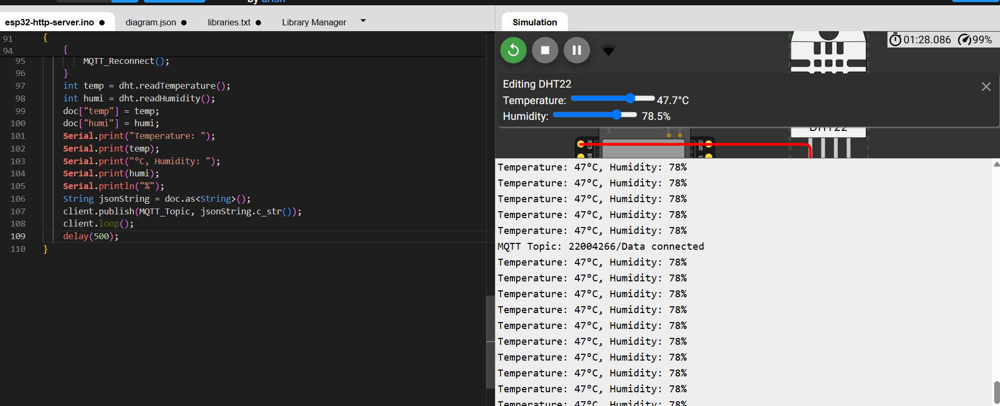 by urish
esp32-http-server.ino ● diagram.json ● libraries.txt ● Library Manager
91 {
94 {
95 MQTT_Reconnect();
96 }
97 int temp = dht.readTemperature();
98 int humi = dht.readHumidity();
99 doc["temp"] = temp;
100 doc["humi"] = humi;
101 Serial.print("Temperature: ");
102 Serial.print(temp);
103 Serial.print("°C, Humidity: ");
104 Serial.print(humi);
105 Serial.println("%");
106 String jsonString = doc.as<String>();
107 client.publish(MQTT_Topic, jsonString.c_str());
108 client.loop();
109 delay(500);
110 }
Simulation
01:28.086 99%
Editing DHT22
Temperature: 47.7°C
Humidity: 78.5%
DHT22
3V3 GND
Temperature: 47°C, Humidity: 78%
Temperature: 47°C, Humidity: 78%
Temperature: 47°C, Humidity: 78%
Temperature: 47°C, Humidity: 78%
Temperature: 47°C, Humidity: 78%
MQTT Topic: 22004266/Data connected
Temperature: 47°C, Humidity: 78%
Temperature: 47°C, Humidity: 78%
Temperature: 47°C, Humidity: 78%
Temperature: 47°C, Humidity: 78%
Temperature: 47°C, Humidity: 78%
Temperature: 47°C, Humidity: 78%
Temperature: 47°C, Humidity: 78%
Temperature: 47°C, Humidity: 78%
Temperature: 47°C, Humidity: 78%
Temperature: 47°C, Humidity: 78%